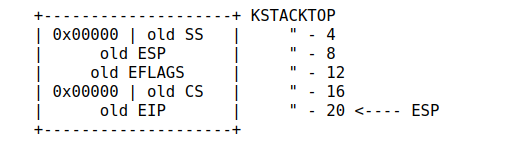 +--------------------+ KSTACKTOP
| 0x00000 | old SS   |     " - 4
|      old ESP       |     " - 8
|     old EFLAGS     |     " - 12
| 0x00000 | old CS   |     " - 16
|      old EIP       |     " - 20 <---- ESP
+--------------------+